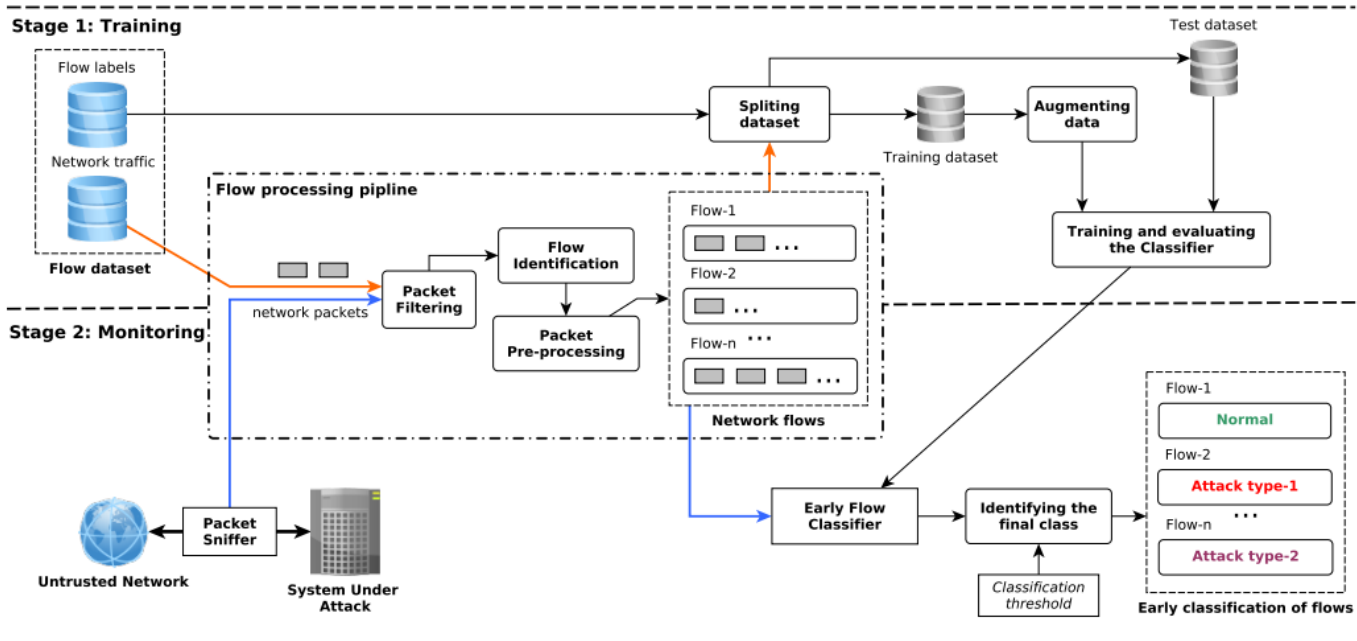 Stage 1: Training
Test dataset
Flow labels
Network traffic
Flow dataset
Spliting
dataset
Training dataset
Augmenting
data
Training and evaluating
the Classifier
Flow processing pipline
network packets
Packet
Filtering
Flow
Identification
Packet
Pre-processing
Flow-1
...
Flow-2
...
...
Flow-n
...
Network flows
Stage 2: Monitoring
Untrusted Network
Packet
Sniffer
System Under
Attack
Early Flow
Classifier
Identifying the
final class
Classification
threshold
Flow-1
Normal
Flow-2
Attack type-1
...
Flow-n
Attack type-2
Early classification of flows